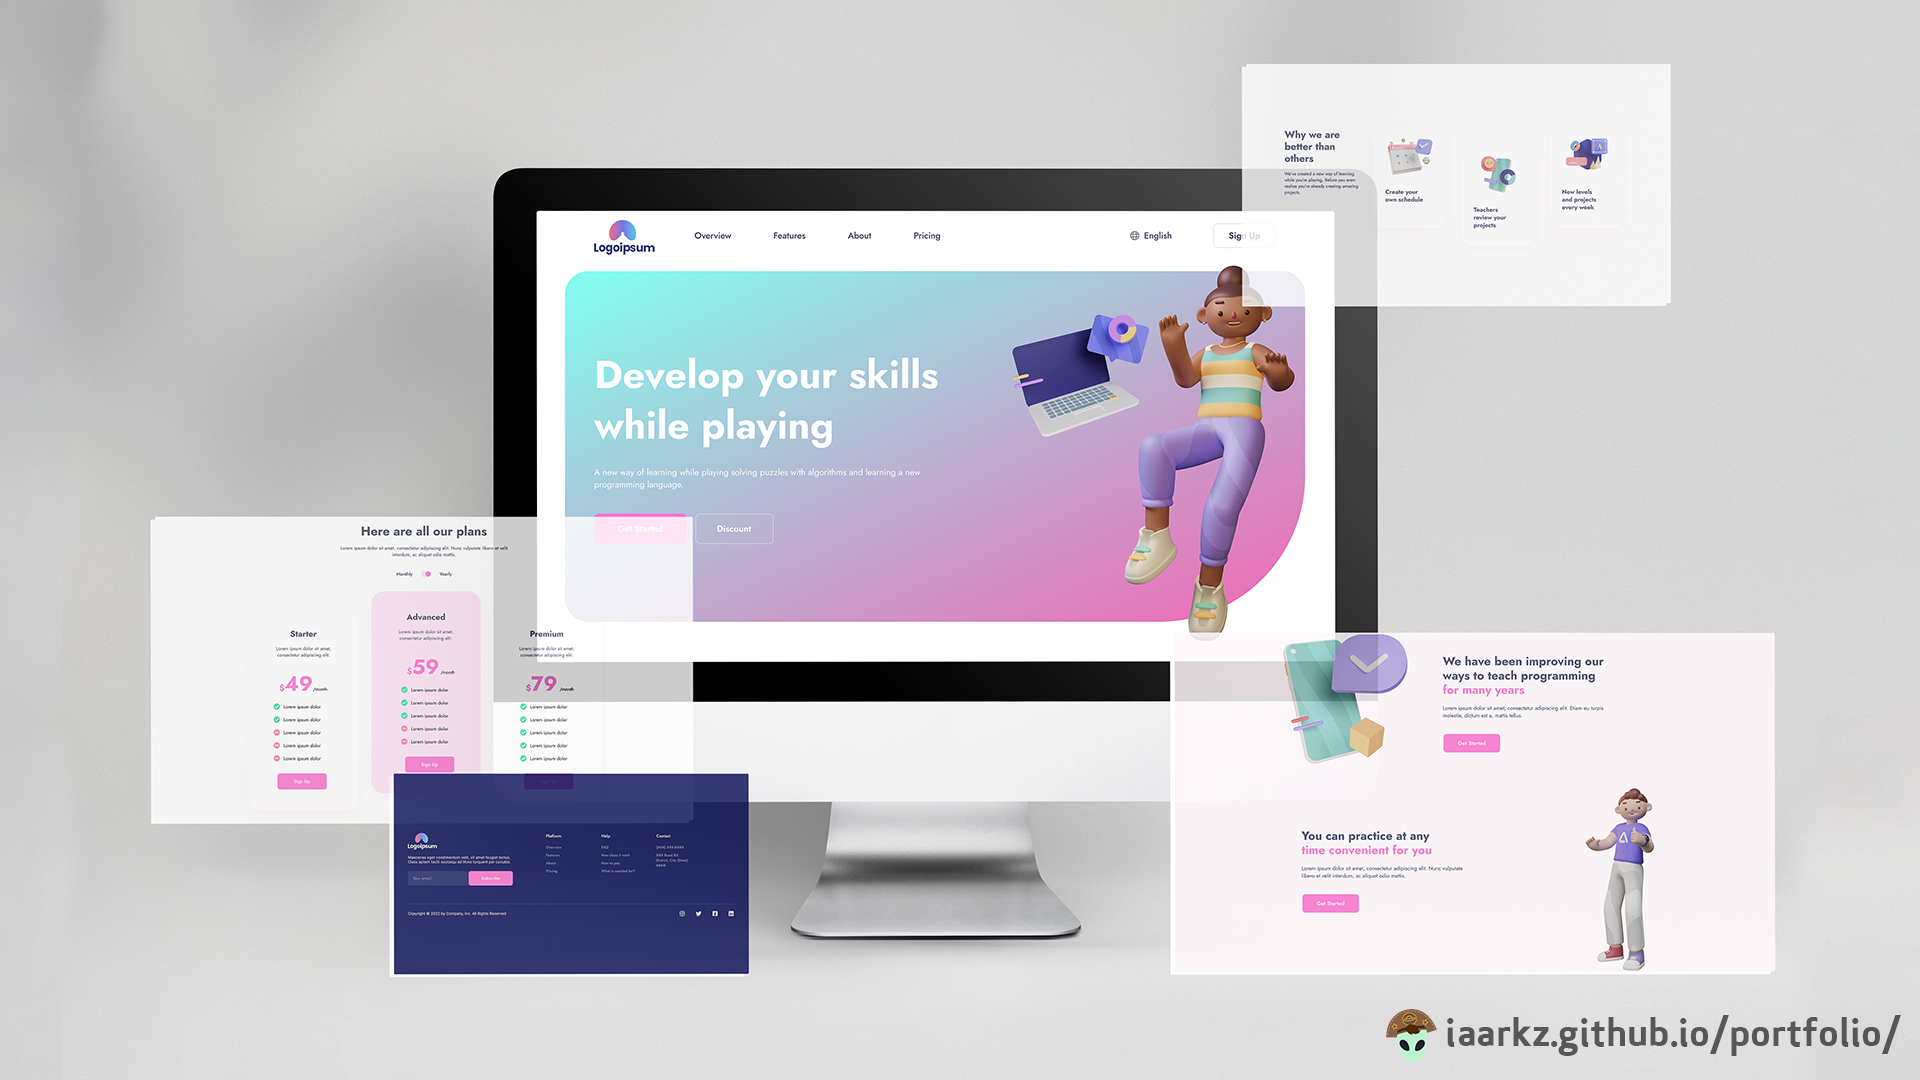 Logoipsum
Overview
Features
About
Pricing
English
Sign Up
Develop your skills
while playing
A new way of learning while playing solving puzzles with algorithms and learning a new
programming language.
Get Started
Discount
Why we are
better than
others
We've created a new way of learning
while you're playing. Before you even
realize you're already creating amazing
projects.
Create your
own schedule
Teachers
review your
projects
New levels
and projects
every week
Here are all our plans
Lorem ipsum dolor sit amet, consectetur adipiscing elit. Nunc vulputate libero et velit
interdum, ac aliquet odio mattis.
Monthly
Yearly
Starter
Lorem ipsum dolor sit amet,
consectetur adipiscing elit.
$49 /month
Lorem ipsum dolor
Lorem ipsum dolor
Lorem ipsum dolor
Lorem ipsum dolor
Lorem ipsum dolor
Sign Up
Advanced
Lorem ipsum dolor sit amet,
consectetur adipiscing elit.
$59 /month
Lorem ipsum dolor
Lorem ipsum dolor
Lorem ipsum dolor
Lorem ipsum dolor
Lorem ipsum dolor
Sign Up
Premium
Lorem ipsum dolor sit amet,
consectetur adipiscing elit.
$79 /month
Lorem ipsum dolor
Lorem ipsum dolor
Lorem ipsum dolor
Lorem ipsum dolor
Lorem ipsum dolor
We have been improving our
ways to teach programming
for many years
Lorem ipsum dolor sit amet, consectetur adipiscing elit. Etiam eu turpis
molestie, dictum est a, mattis tellus.
Get Started
You can practice at any
time convenient for you
Lorem ipsum dolor sit amet, consectetur adipiscing elit. Nunc vulputate
libero et velit interdum, ac aliquet odio mattis.
Get Started
Logoipsum
Maecenas eget condimentum velit, sit amet feugiat lectus.
Class aptent taciti sociosqu ad litora torquent per conubia.
Your email
Subscribe
Platform
Overview
Features
About
Pricing
Help
FAQ
How does it work
How to pay
What is needed for?
Contact
(###) ###-####
### Road Rd
District, City (State),
####
Copyright © 2022 by Company, Inc. All Rights Reserved
iaarkz.github.io/portfolio/